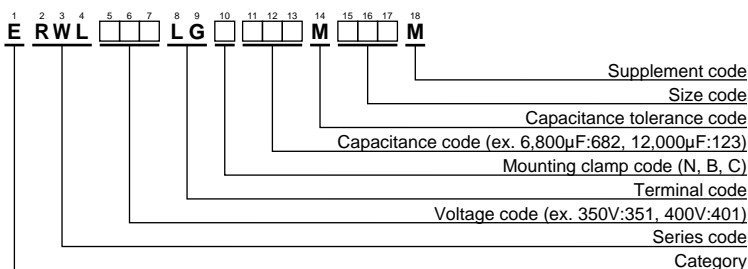 1 2 3 4 5 6 7 8 9 10 11 12 13 14 15 16 17 18
E RWL □□□ LG □ □□□ M □□□ M
Supplement code
Size code
Capacitance tolerance code
Capacitance code (ex. 6,800μF:682, 12,000μF:123)
Mounting clamp code (N, B, C)
Terminal code
Voltage code (ex. 350V:351, 400V:401)
Series code
Category